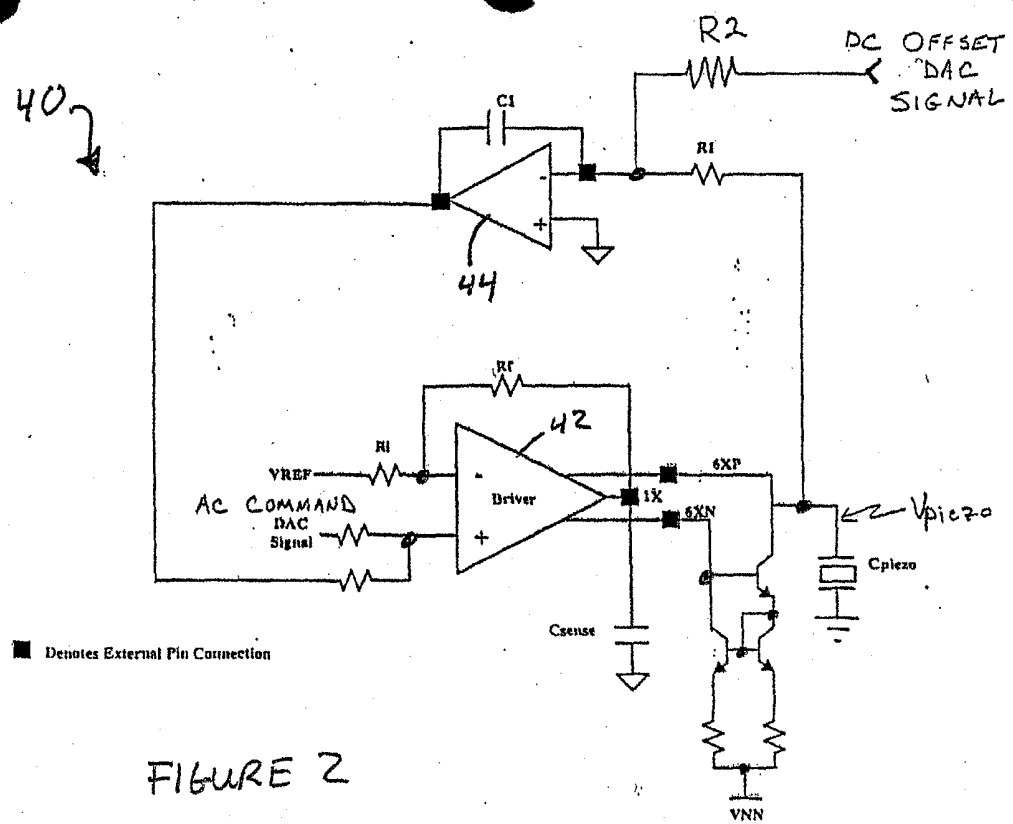 R2
DC OFFSET
DAC
SIGNAL
40
C1
R1
-
+
44
Rf
42
VREF
Ri
-
Driver
6XP
1X
6XN
Vpiezo
AC COMMAND
DAC
Signal
+
Cpiezo
Csense
Denotes External Pin Connection
FIGURE 2
VNN